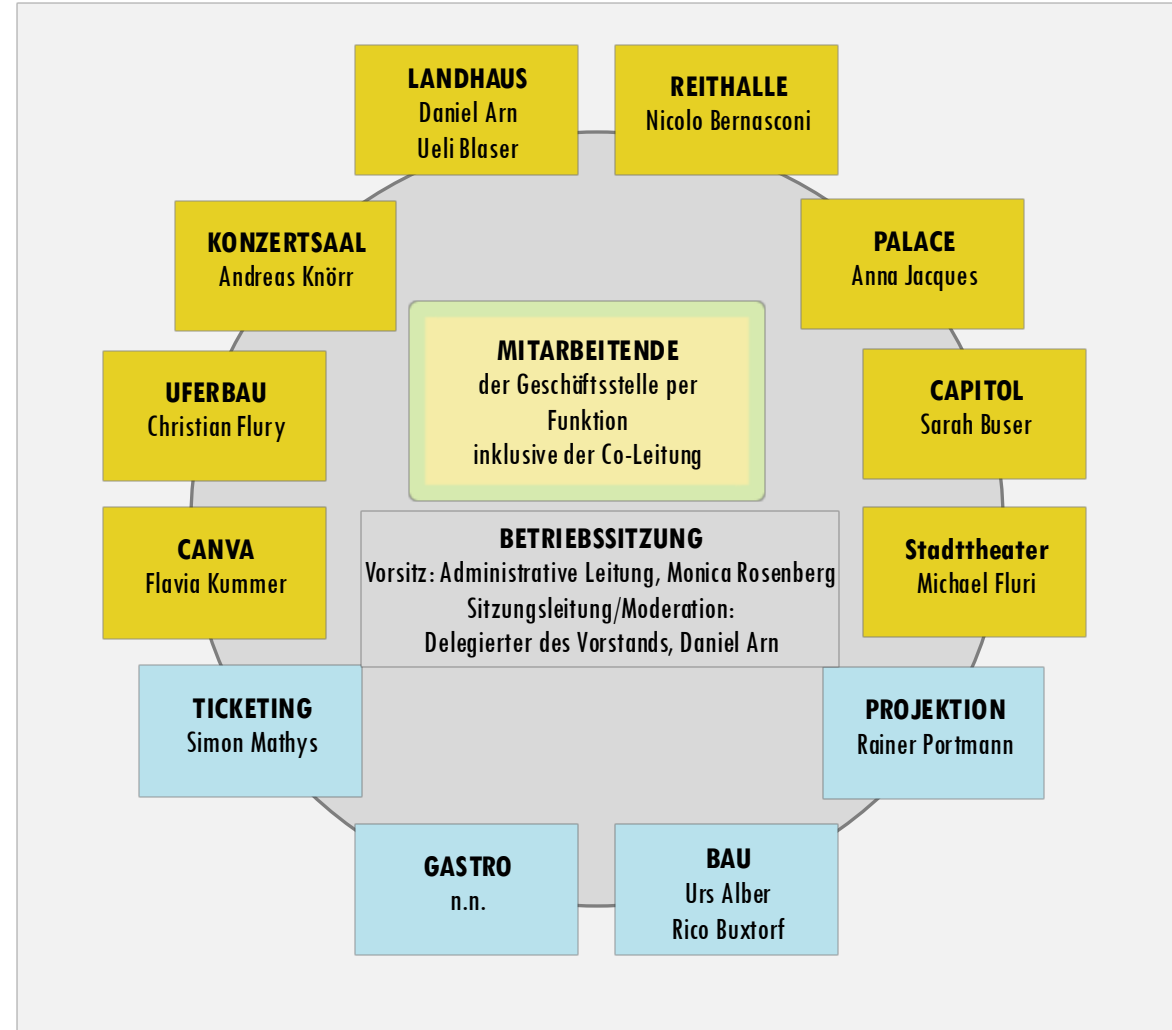 LANDHAUS
Daniel Arn
Ueli Blaser
REITHALLE
Nicolo Bernasconi
KONZERTSAAL
Andreas Knörr
PALACE
Anna Jacques
MITARBEITENDE
der Geschäftsstelle per
Funktion
inklusive der Co-Leitung
UFERBAU
Christian Flury
CAPITOL
Sarah Buser
CANVA
Flavia Kummer
BETRIEBSSITZUNG
Vorsitz: Administrative Leitung, Monica Rosenberg
Sitzungsleitung/Moderation:
Delegierter des Vorstands, Daniel Arn
Stadttheater
Michael Fluri
TICKETING
Simon Mathys
PROJEKTION
Rainer Portmann
GASTRO
n.n.
BAU
Urs Alber
Rico Buxtorf